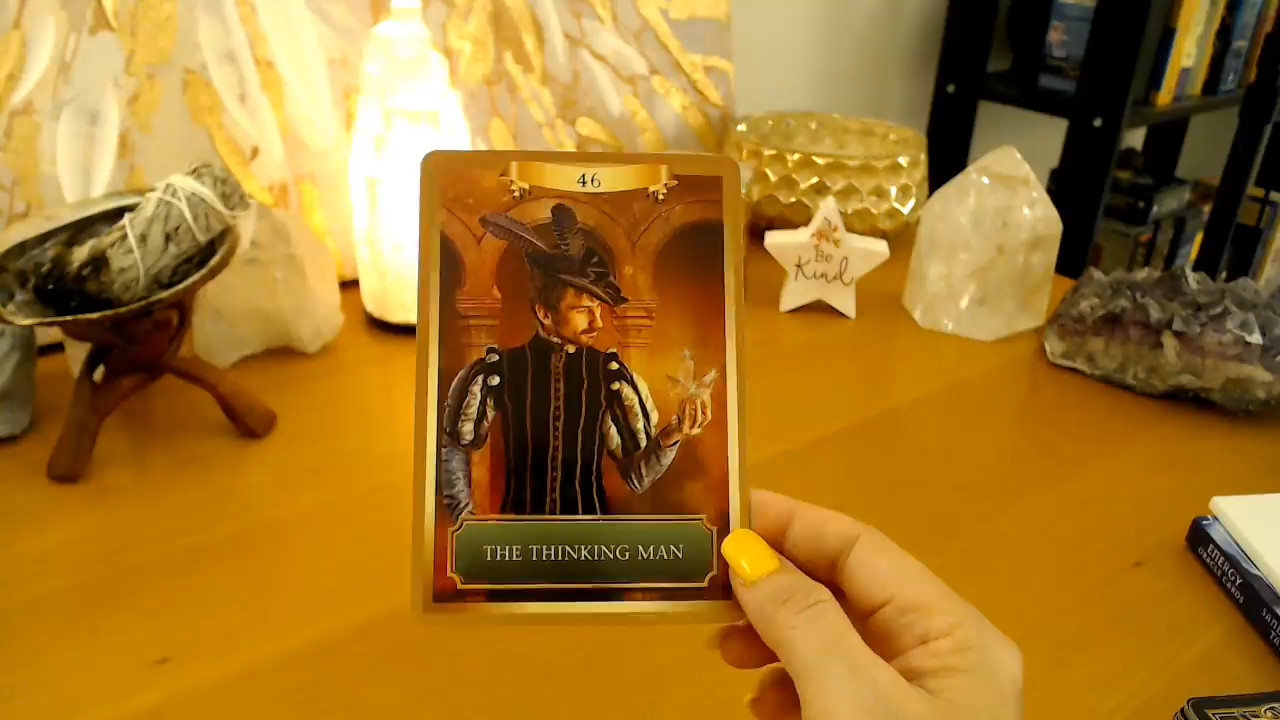 46
Be
Kind
THE THINKING MAN
ENERGY
ORACLE CARDS